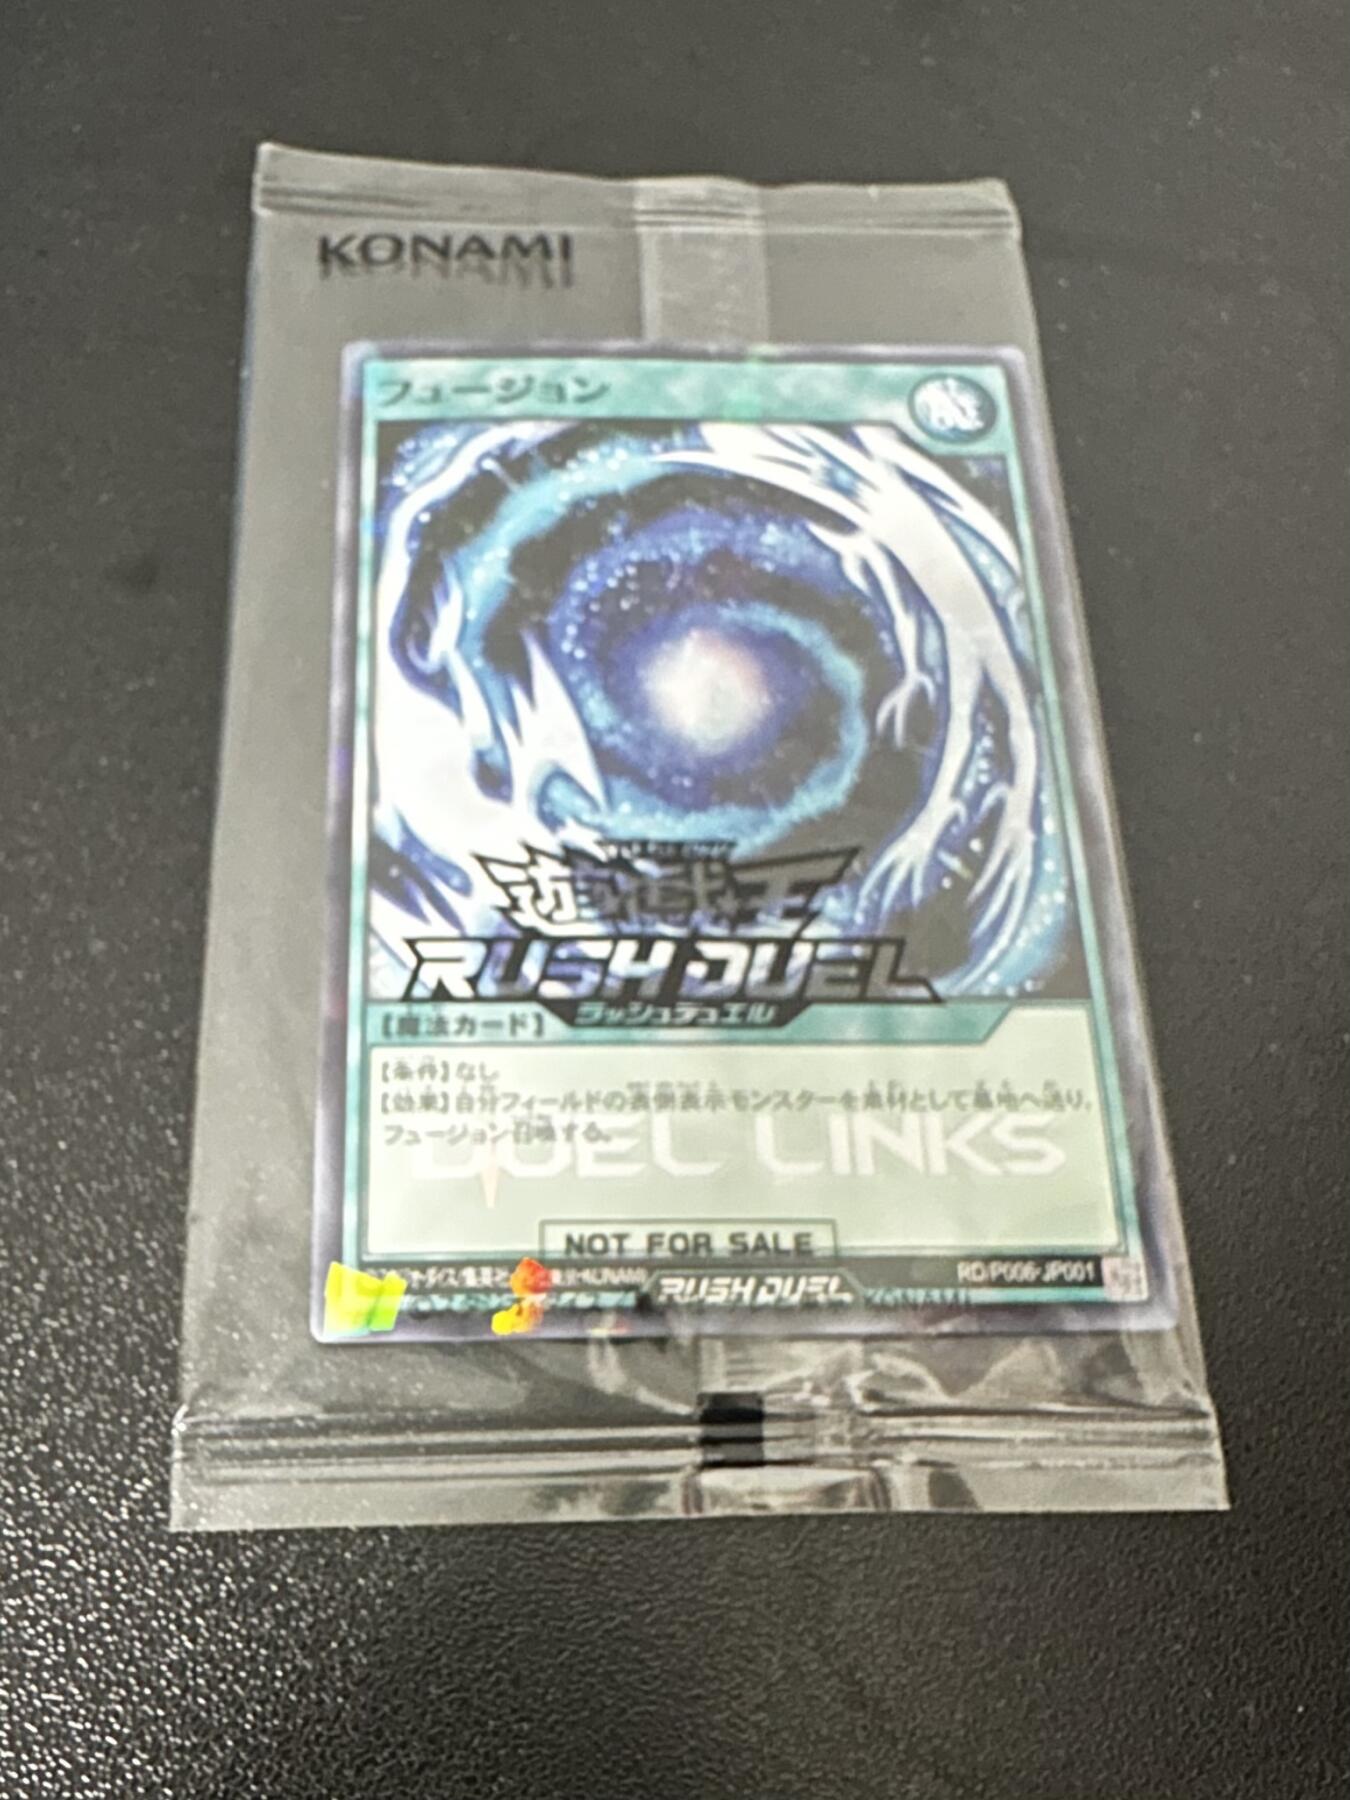 KONAMI
フュージョン
遊戯王
RUSH DUEL
ラッシュデュエル
【魔法カード】
【条件】なし
【効果】自分フィールドの表側表示モンスターを素材として墓地へ送り、
フュージョン召喚する。
DUEL LINKS
NOT FOR SALE
RUSH DUEL
RD/P006-JP001
KONAMI